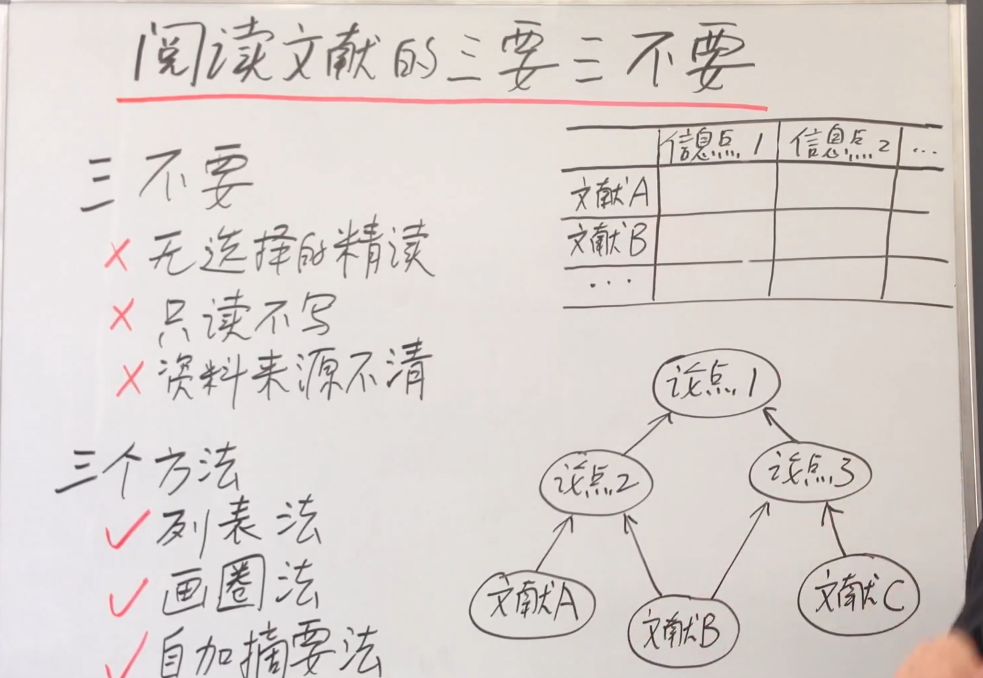 阅读文献的三要三不要
三不要
× 无选择的精读
× 只读不写
× 资料来源不清
三个方法
✓ 列表法
✓ 画圈法
✓ 自加摘要法
信息点1 信息点2 ...
文献A
文献B
...
论点1
论点2 论点3
文献A 文献B 文献C